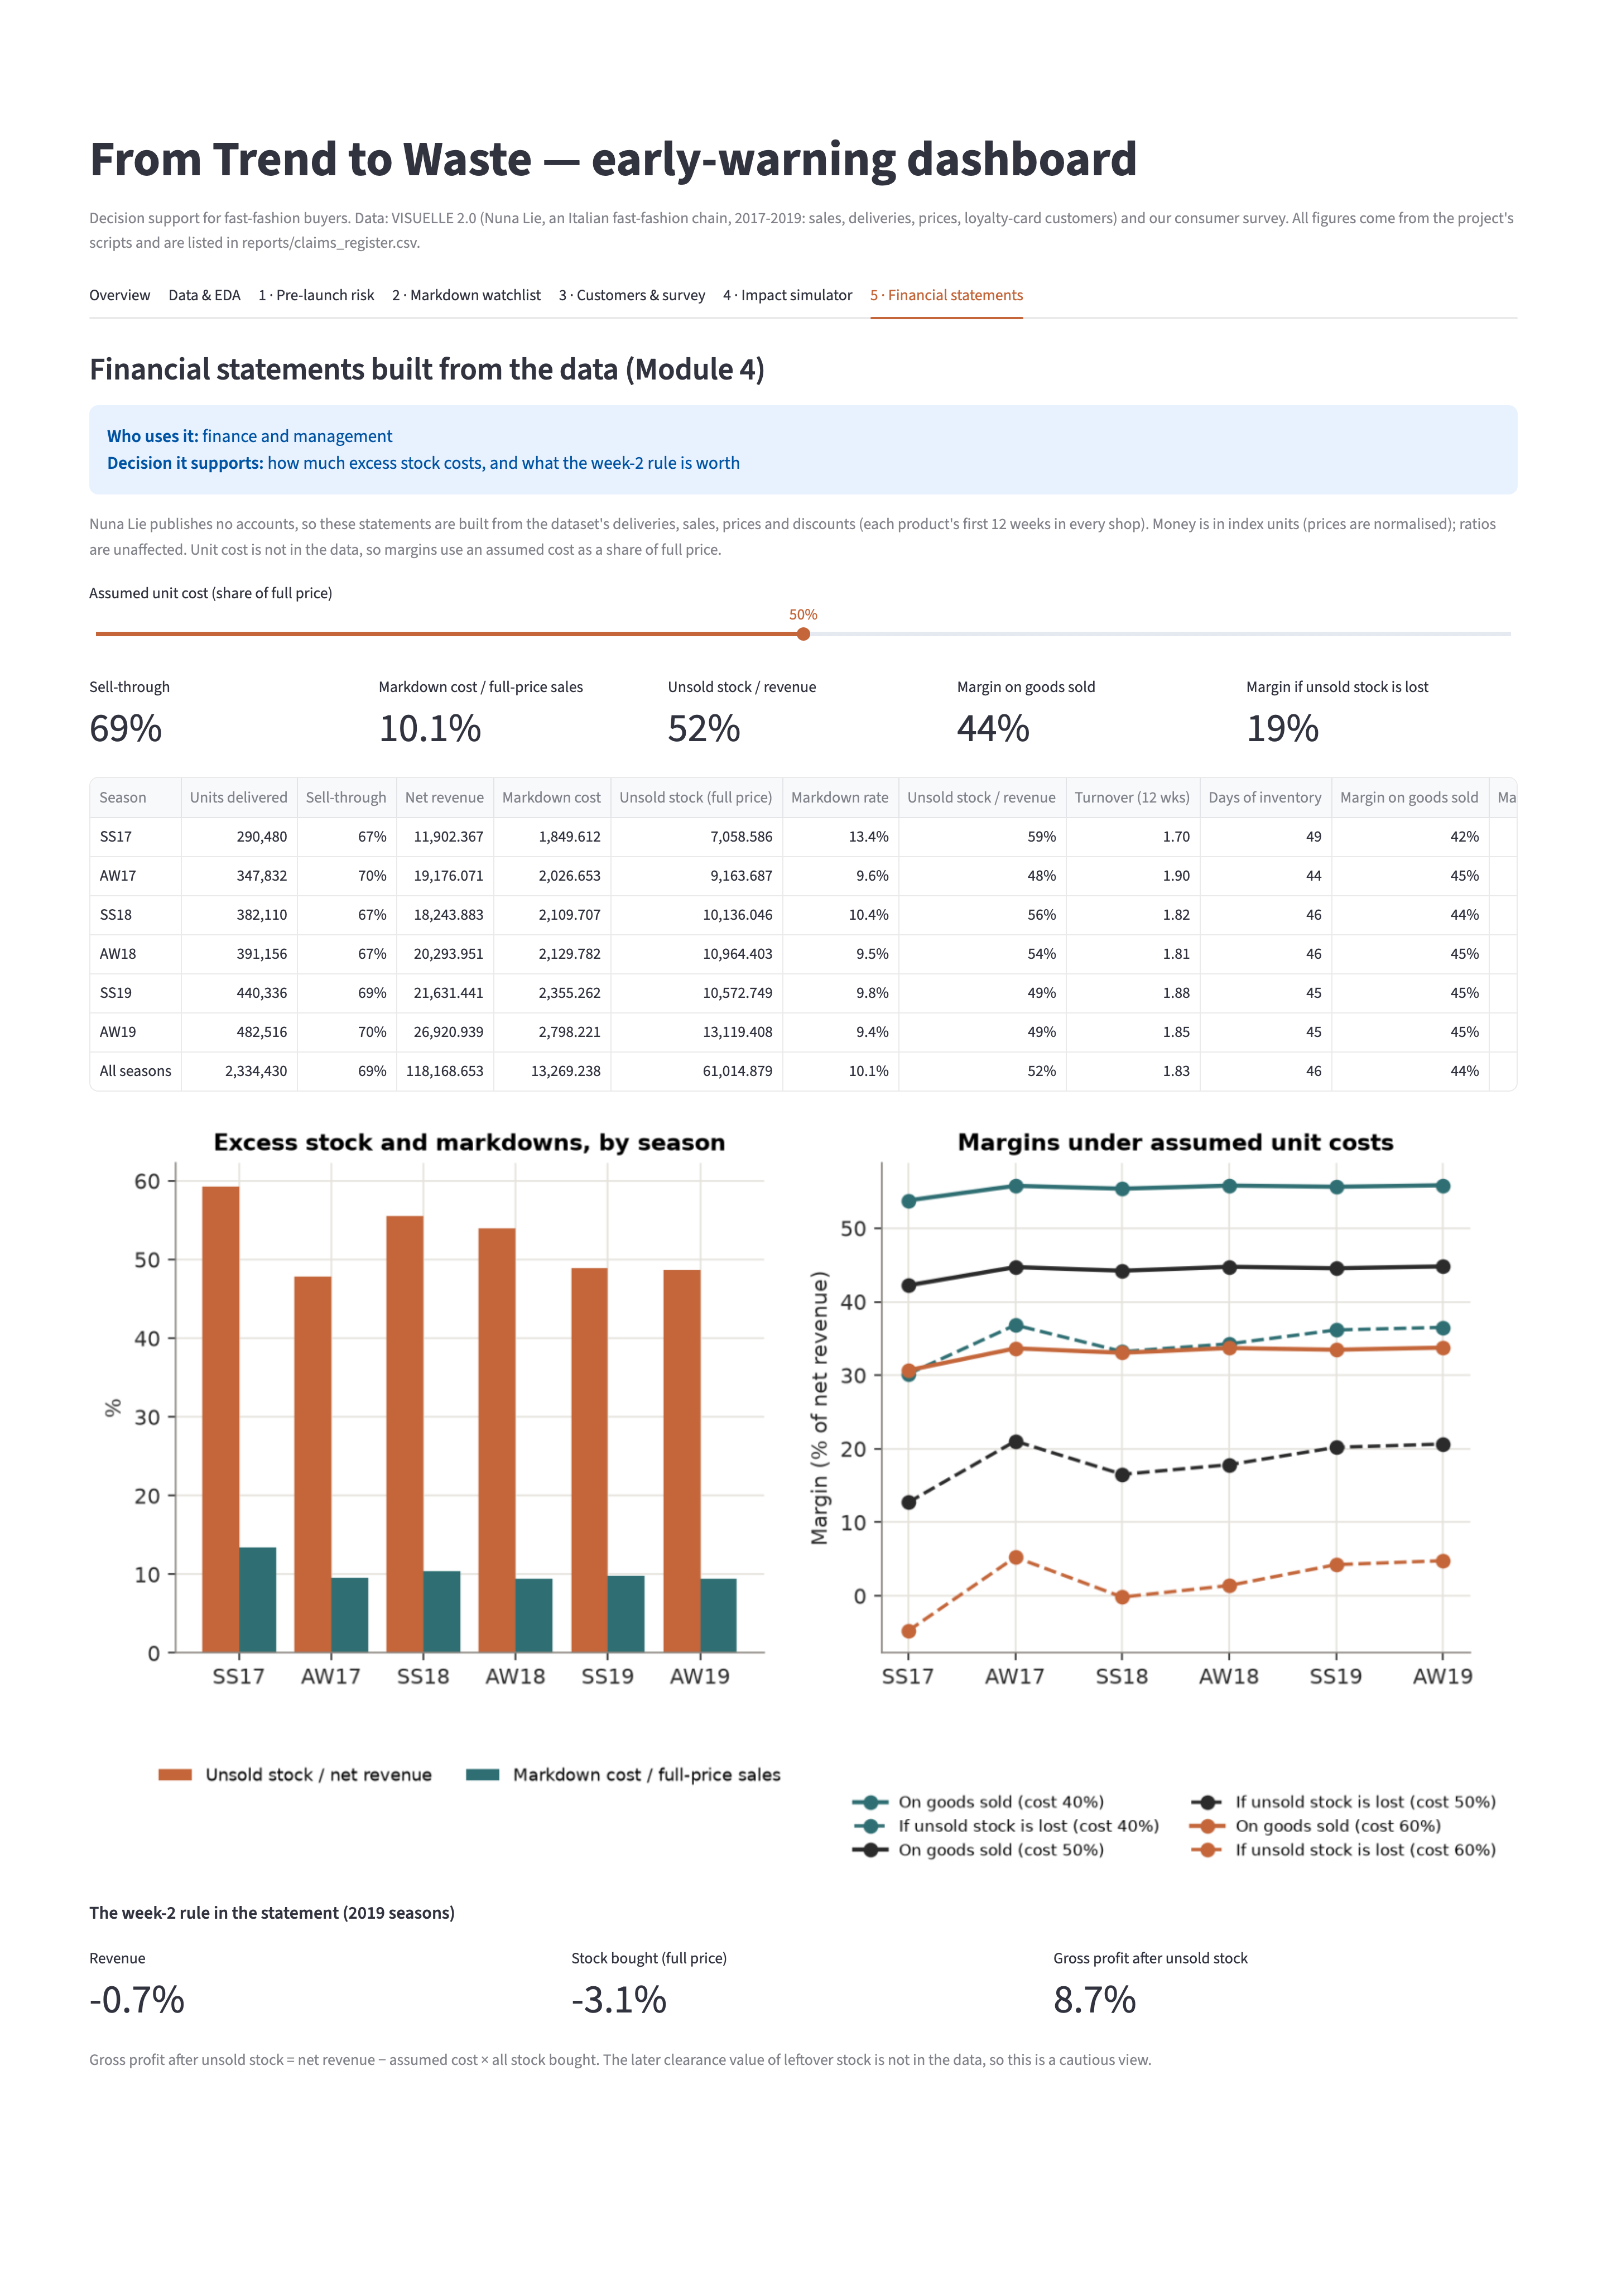 From Trend to Waste — early-warning dashboard
Decision support for fast-fashion buyers. Data: VISUELLE 2.0 (Nuna Lie, an Italian fast-fashion chain, 2017-2019: sales, deliveries, prices, loyalty-card customers) and our consumer survey. All figures come from the project's
scripts and are listed in reports/claims_register.csv.
Overview Data & EDA 1 · Pre-launch risk 2 · Markdown watchlist 3 · Customers & survey 4 · Impact simulator 5 · Financial statements
Financial statements built from the data (Module 4)
Who uses it: finance and management
Decision it supports: how much excess stock costs, and what the week-2 rule is worth
Nuna Lie publishes no accounts, so these statements are built from the dataset's deliveries, sales, prices and discounts (each product's first 12 weeks in every shop). Money is in index units (prices are normalised); ratios
are unaffected. Unit cost is not in the data, so margins use an assumed cost as a share of full price.
Assumed unit cost (share of full price)
50%
Sell-through Markdown cost / full-price sales Unsold stock / revenue Margin on goods sold Margin if unsold stock is lost
69% 10.1% 52% 44% 19%
Season Units delivered Sell-through Net revenue Markdown cost Unsold stock (full price) Markdown rate Unsold stock / revenue Turnover (12 wks) Days of inventory Margin on goods sold Ma
SS17 290,480 67% 11,902.367 1,849.612 7,058.586 13.4% 59% 1.70 49 42%
AW17 347,832 70% 19,176.071 2,026.653 9,163.687 9.6% 48% 1.90 44 45%
SS18 382,110 67% 18,243.883 2,109.707 10,136.046 10.4% 56% 1.82 46 44%
AW18 391,156 67% 20,293.951 2,129.782 10,964.403 9.5% 54% 1.81 46 45%
SS19 440,336 69% 21,631.441 2,355.262 10,572.749 9.8% 49% 1.88 45 45%
AW19 482,516 70% 26,920.939 2,798.221 13,119.408 9.4% 49% 1.85 45 45%
All seasons 2,334,430 69% 118,168.653 13,269.238 61,014.879 10.1% 52% 1.83 46 44%
Excess stock and markdowns, by season
60
50
40
30
20
10
0
%
SS17 AW17 SS18 AW18 SS19 AW19
Unsold stock / net revenue Markdown cost / full-price sales
Margins under assumed unit costs
50
40
30
20
10
0
Margin (% of net revenue)
SS17 AW17 SS18 AW18 SS19 AW19
On goods sold (cost 40%) If unsold stock is lost (cost 50%)
If unsold stock is lost (cost 40%) On goods sold (cost 60%)
On goods sold (cost 50%) If unsold stock is lost (cost 60%)
The week-2 rule in the statement (2019 seasons)
Revenue Stock bought (full price) Gross profit after unsold stock
-0.7% -3.1% 8.7%
Gross profit after unsold stock = net revenue − assumed cost × all stock bought. The later clearance value of leftover stock is not in the data, so this is a cautious view.